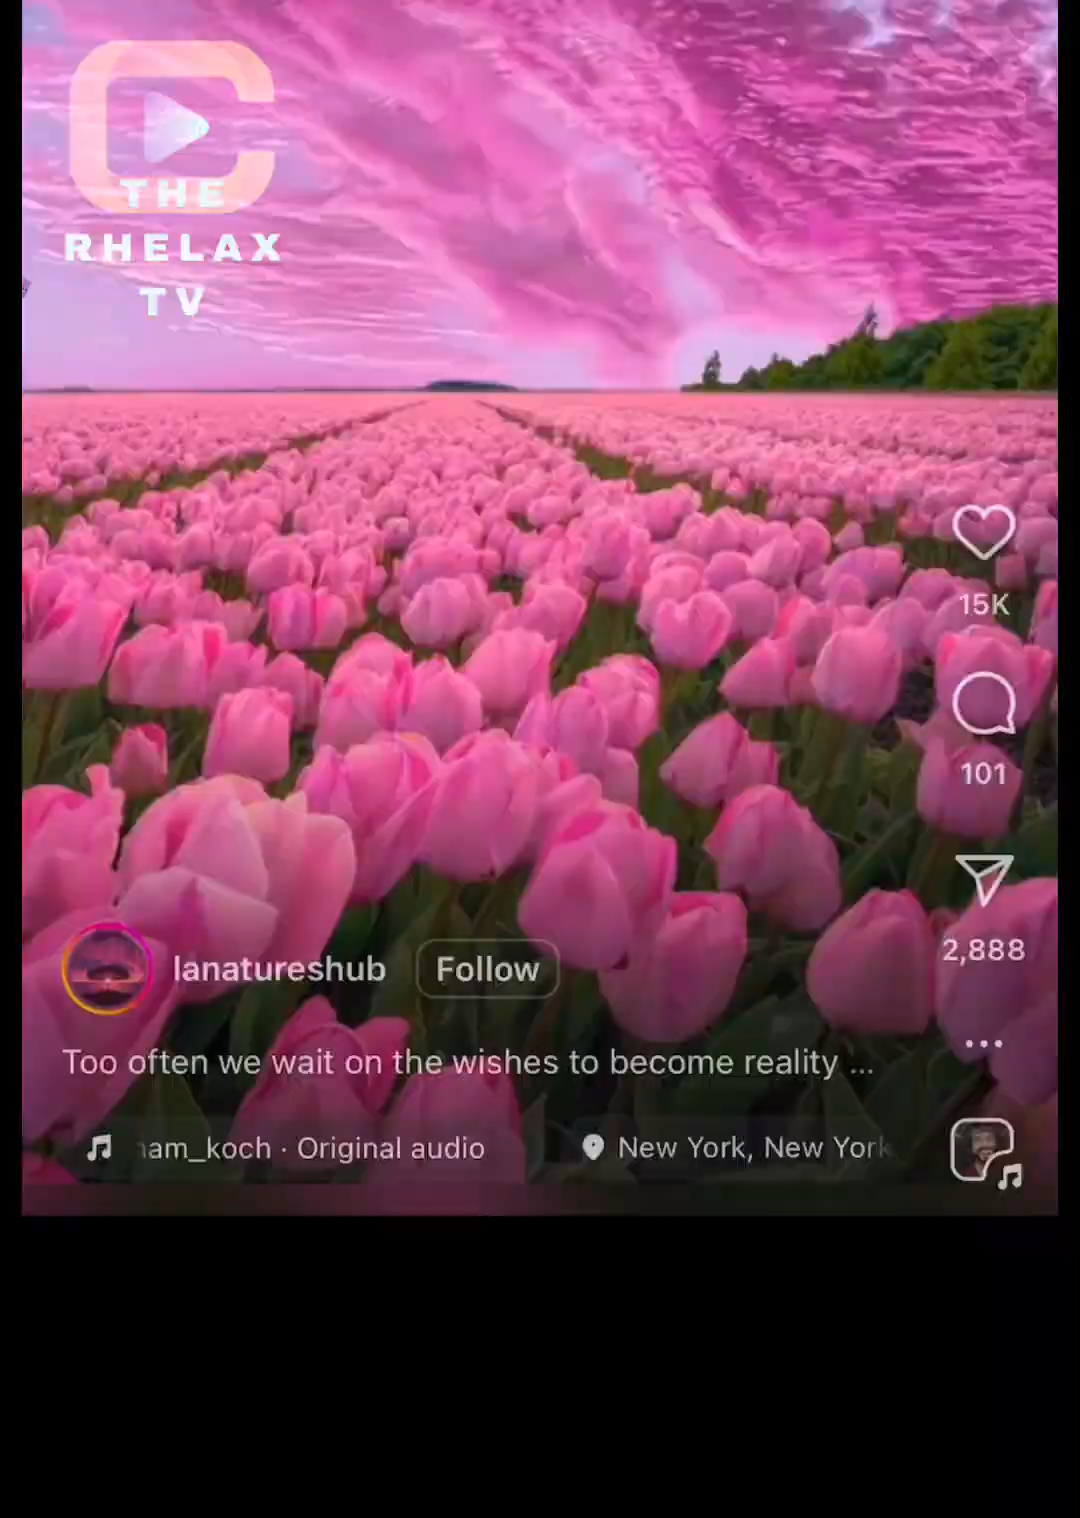 THE
RHELAX
TV
15K
101
2,888
lanatureshub Follow
Too often we wait on the wishes to become reality ...
am_koch · Original audio New York, New York